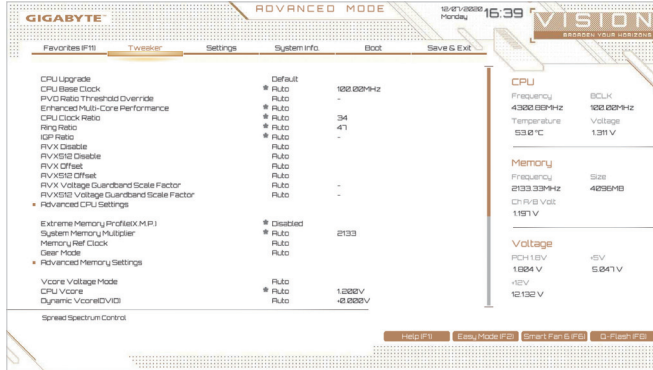 GIGABYTE™
ADVANCED MODE
12/07/2020 Monday 16:39
VISION
BROADEN YOUR HORIZONS
Favorites (F11) Tweaker Settings System Info. Boot Save & Exit
CPU Upgrade Default
CPU Base Clock Auto 100.00MHz
PVD Ratio Threshold Override Auto -
Enhanced Multi-Core Performance Auto
CPU Clock Ratio Auto 34
Ring Ratio Auto 47
IGP Ratio Auto -
AVX Disable Auto
AVX512 Disable Auto
AVX Offset Auto
AVX512 Offset Auto
AVX Voltage Guardband Scale Factor Auto -
AVX512 Voltage Guardband Scale Factor Auto -
Advanced CPU Settings
Extreme Memory Profile(X.M.P.) Disabled
System Memory Multiplier Auto 2133
Memory Ref Clock Auto
Gear Mode Auto
Advanced Memory Settings
Vcore Voltage Mode Auto
CPU Vcore Auto 1.200V
Dynamic Vcore(DVID) Auto +0.000V
Spread Spectrum Control
CPU
Frequency BCLK
4300.88MHz 100.00MHz
Temperature Voltage
53.0 °C 1.311 V
Memory
Frequency Size
2133.33MHz 4096MB
Ch A/B Volt
1.197 V
Voltage
PCH 1.8V +5V
1.804 V 5.047 V
+12V
12.132 V
Help (F1) Easy Mode (F2) Smart Fan 6 (F6) Q-Flash (F8)